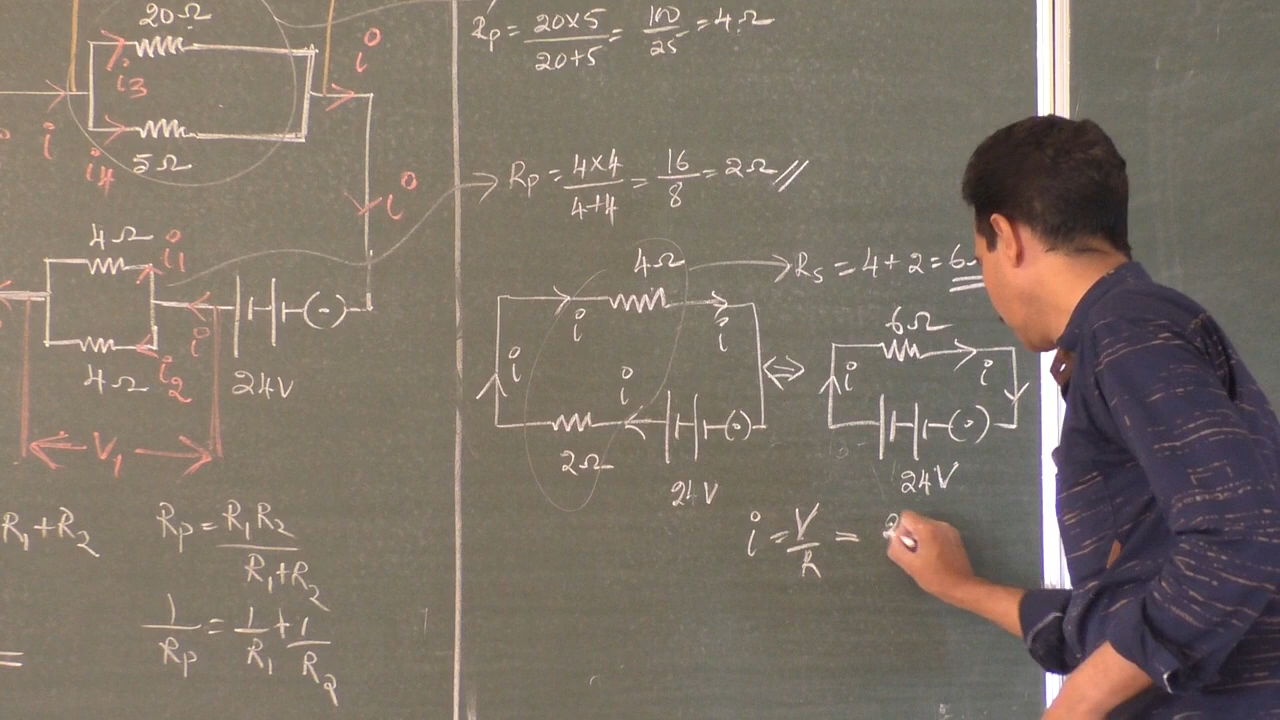 20Ω
i
i3
i
5Ω
i4
i
4Ω
i1
i
i2
4Ω
24V
V1
R1+R2
Rp = R1R2 / R1+R2
1/Rp = 1/R1 + 1/R2
Rp = 20×5 / 20+5 = 100/25 = 4Ω
Rp = 4×4 / 4+4 = 16/8 = 2Ω //
4Ω
Rs = 4+2 = 6
i
i
i
i
2Ω
24V
⇔
6Ω
i
i
24V
i = V/R =